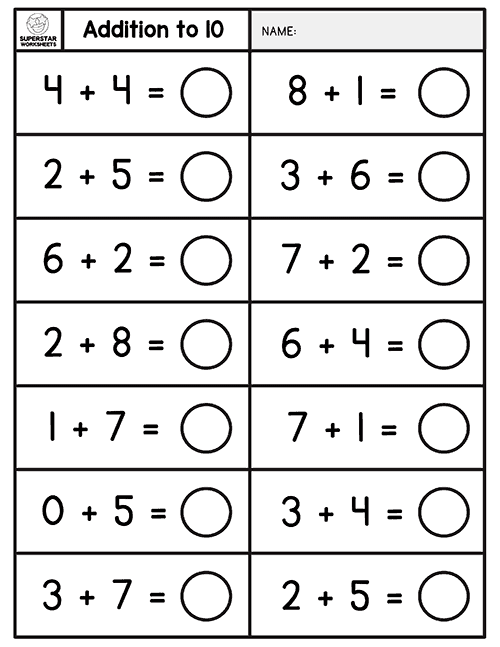 SUPERSTAR
WORKSHEETS
Addition to 10
NAME:
4 + 4 =
8 + 1 =
2 + 5 =
3 + 6 =
6 + 2 =
7 + 2 =
2 + 8 =
6 + 4 =
1 + 7 =
7 + 1 =
0 + 5 =
3 + 4 =
3 + 7 =
2 + 5 =